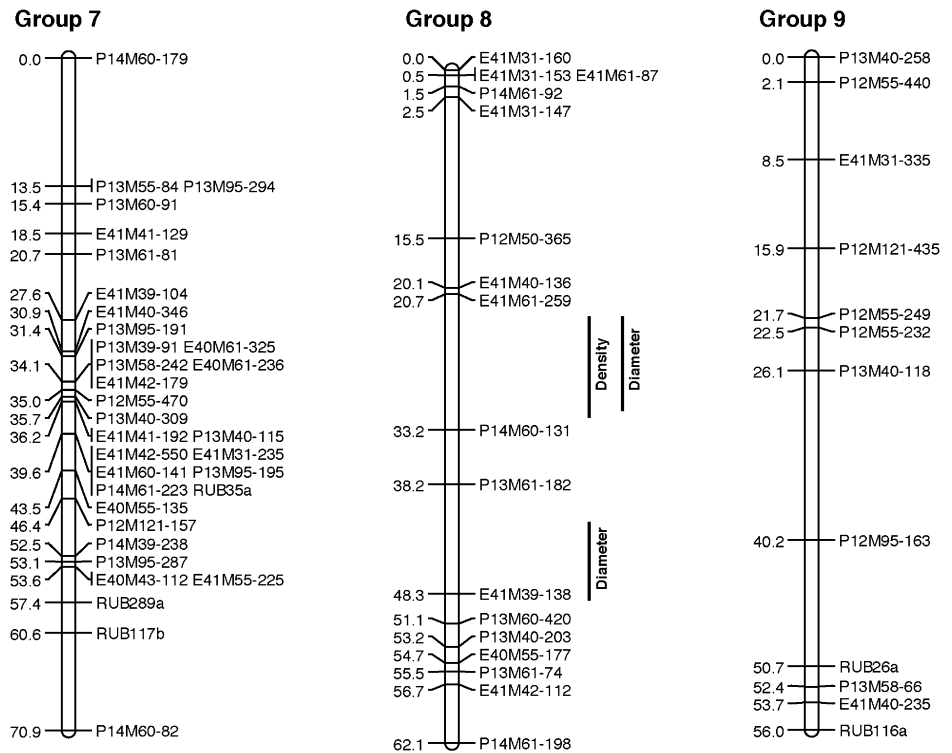 Group 7
0.0 P14M60-179
13.5 P13M55-84 P13M95-294
15.4 P13M60-91
18.5 E41M41-129
20.7 P13M61-81
27.6 E41M39-104
30.9 E41M40-346
31.4 P13M95-191
P13M39-91 E40M61-325
34.1 P13M58-242 E40M61-236
E41M42-179
35.0 P12M55-470
35.7 P13M40-309
36.2 E41M41-192 P13M40-115
E41M42-550 E41M31-235
39.6 E41M60-141 P13M95-195
P14M61-223 RUB35a
43.5 E40M55-135
46.4 P12M121-157
52.5 P14M39-238
53.1 P13M95-287
53.6 E40M43-112 E41M55-225
57.4 RUB289a
60.6 RUB117b
70.9 P14M60-82
Group 8
0.0 E41M31-160
0.5 E41M31-153 E41M61-87
1.5 P14M61-92
2.5 E41M31-147
15.5 P12M50-365
20.1 E41M40-136
20.7 E41M61-259
Density
Diameter
33.2 P14M60-131
38.2 P13M61-182
Diameter
48.3 E41M39-138
51.1 P13M60-420
53.2 P13M40-203
54.7 E40M55-177
55.5 P13M61-74
56.7 E41M42-112
62.1 P14M61-198
Group 9
0.0 P13M40-258
2.1 P12M55-440
8.5 E41M31-335
15.9 P12M121-435
21.7 P12M55-249
22.5 P12M55-232
26.1 P13M40-118
40.2 P12M95-163
50.7 RUB26a
52.4 P13M58-66
53.7 E41M40-235
56.0 RUB116a